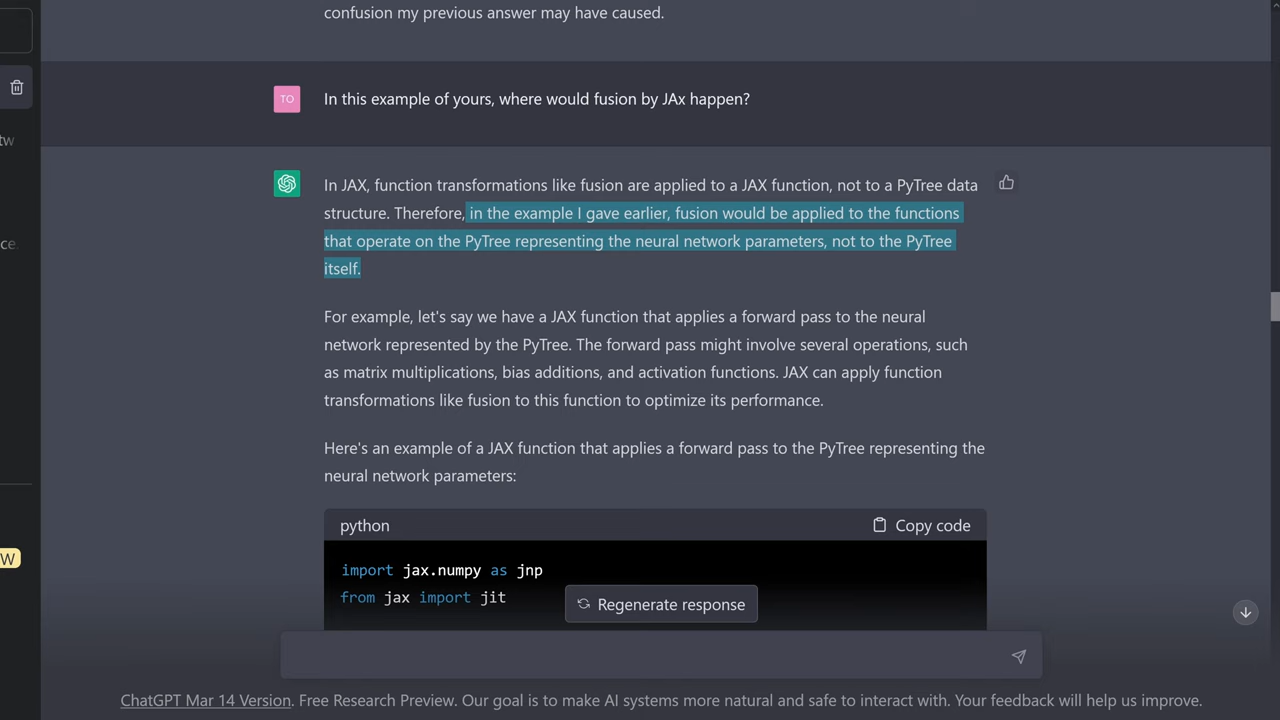 confusion my previous answer may have caused.
TO
In this example of yours, where would fusion by JAx happen?
tw
In JAX, function transformations like fusion are applied to a JAX function, not to a PyTree data
structure. Therefore, in the example I gave earlier, fusion would be applied to the functions
that operate on the PyTree representing the neural network parameters, not to the PyTree
itself.
ce.
For example, let's say we have a JAX function that applies a forward pass to the neural
network represented by the PyTree. The forward pass might involve several operations, such
as matrix multiplications, bias additions, and activation functions. JAX can apply function
transformations like fusion to this function to optimize its performance.
Here's an example of a JAX function that applies a forward pass to the PyTree representing the
neural network parameters:
python
Copy code
W
import jax.numpy as jnp
from jax import jit
Regenerate response
ChatGPT Mar 14 Version. Free Research Preview. Our goal is to make AI systems more natural and safe to interact with. Your feedback will help us improve.